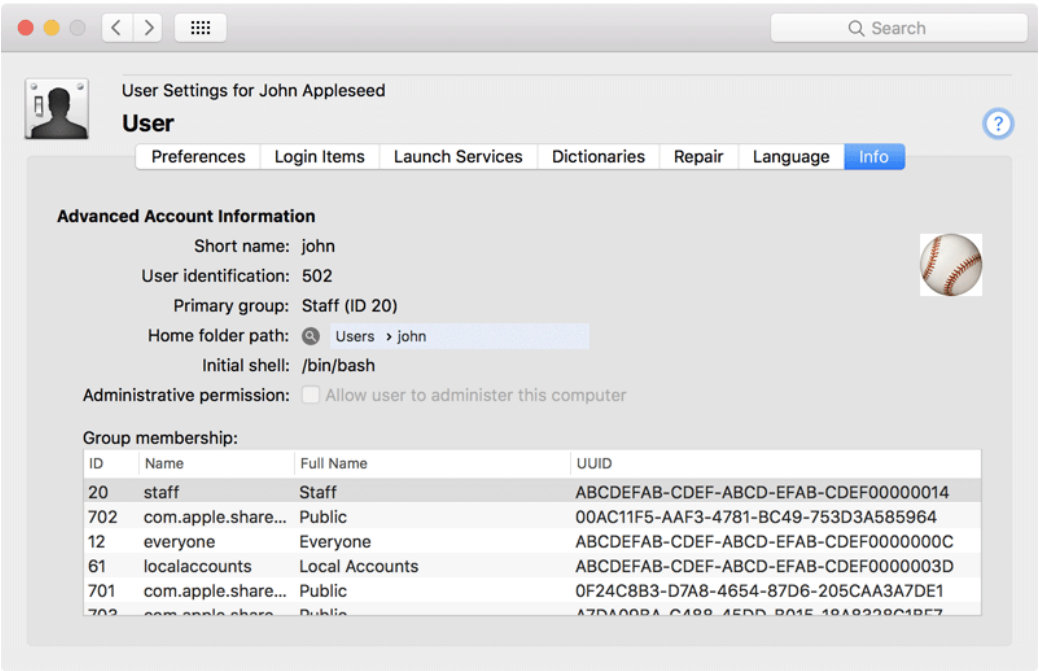 Search
User Settings for John Appleseed
User
?
Preferences Login Items Launch Services Dictionaries Repair Language Info
Advanced Account Information
Short name: john
User identification: 502
Primary group: Staff (ID 20)
Home folder path: Users › john
Initial shell: /bin/bash
Administrative permission: Allow user to administer this computer
Group membership:
ID Name Full Name UUID
20 staff Staff ABCDEFAB-CDEF-ABCD-EFAB-CDEF00000014
702 com.apple.share... Public 00AC11F5-AAF3-4781-BC49-753D3A585964
12 everyone Everyone ABCDEFAB-CDEF-ABCD-EFAB-CDEF0000000C
61 localaccounts Local Accounts ABCDEFAB-CDEF-ABCD-EFAB-CDEF0000003D
701 com.apple.share... Public 0F24C8B3-D7A8-4654-87D6-205CAA3A7DE1
com.apple.share... Public